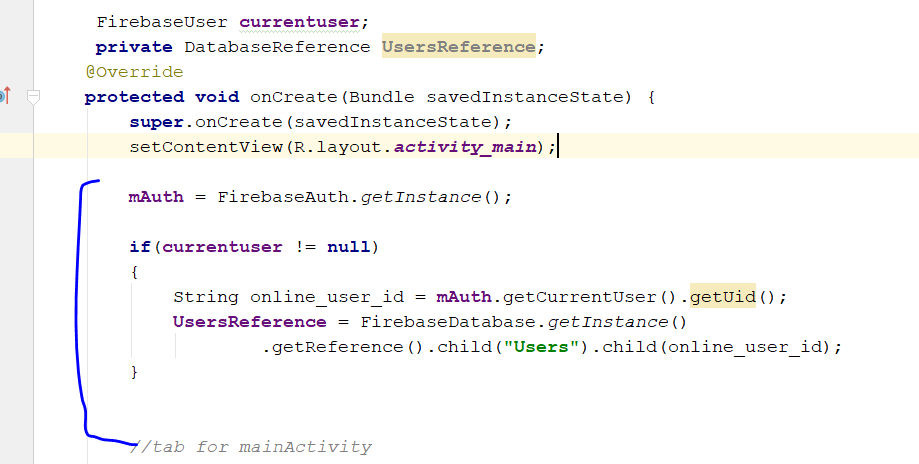 FirebaseUser currentuser;
private DatabaseReference UsersReference;
@Override
protected void onCreate(Bundle savedInstanceState) {
super.onCreate(savedInstanceState);
setContentView(R.layout.activity_main);
mAuth = FirebaseAuth.getInstance();
if(currentuser != null)
{
String online_user_id = mAuth.getCurrentUser().getUid();
UsersReference = FirebaseDatabase.getInstance()
.getReference().child("Users").child(online_user_id);
}
//tab for mainActivity